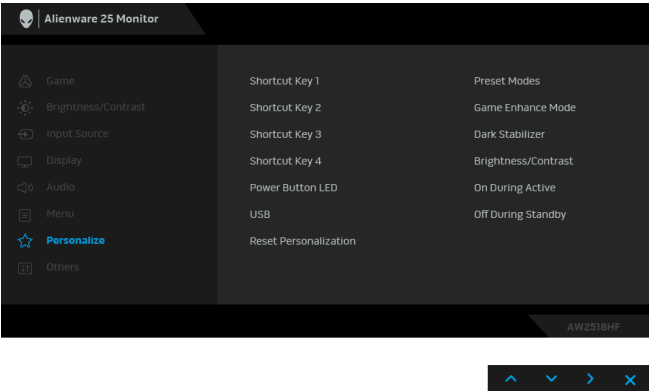 Alienware 25 Monitor
Game
Brightness/Contrast
Input Source
Display
Audio
Menu
Personalize
Others
Shortcut Key 1 Preset Modes
Shortcut Key 2 Game Enhance Mode
Shortcut Key 3 Dark Stabilizer
Shortcut Key 4 Brightness/Contrast
Power Button LED On During Active
USB Off During Standby
Reset Personalization
AW2518HF